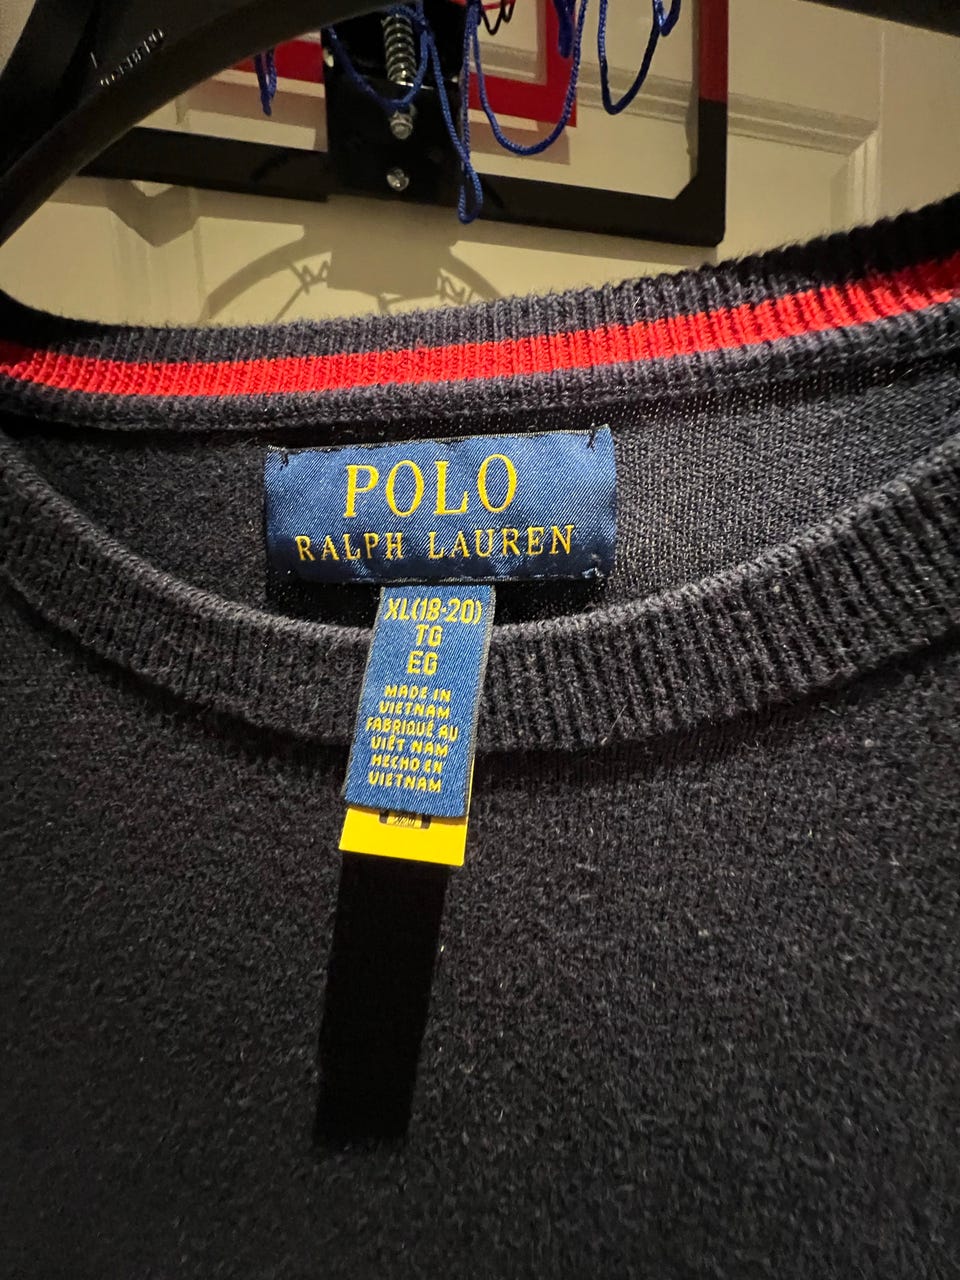 POLO
RALPH LAUREN
XL(18-20)
TG
EG
MADE IN
VIETNAM
FABRIQUÉ AU
VIÊT NAM
HECHO EN
VIETNAM